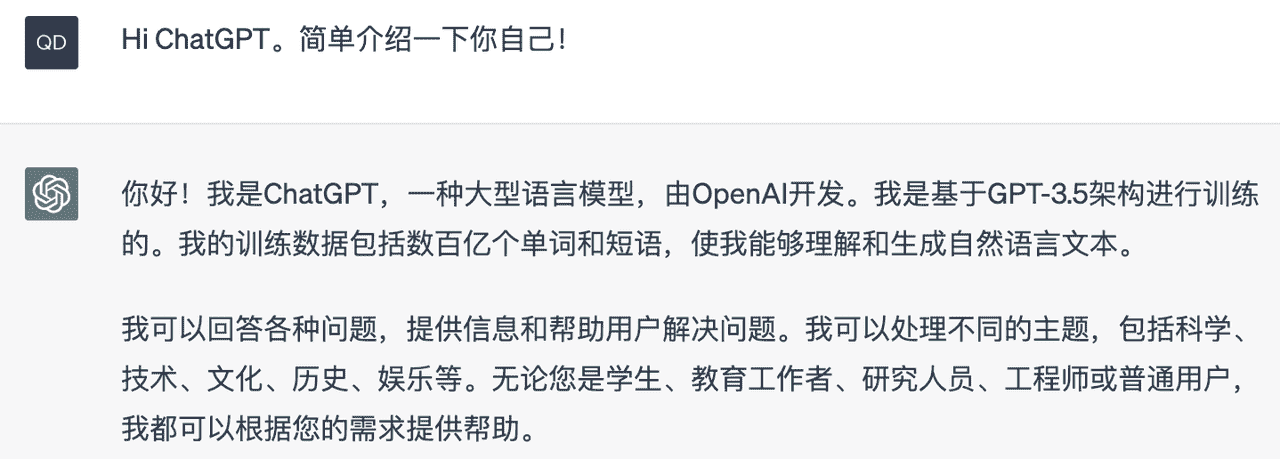 QD
Hi ChatGPT。简单介绍一下你自己！
你好！我是ChatGPT，一种大型语言模型，由OpenAI开发。我是基于GPT-3.5架构进行训练
的。我的训练数据包括数百亿个单词和短语，使我能够理解和生成自然语言文本。
我可以回答各种问题，提供信息和帮助用户解决问题。我可以处理不同的主题，包括科学、
技术、文化、历史、娱乐等。无论您是学生、教育工作者、研究人员、工程师或普通用户，
我都可以根据您的需求提供帮助。